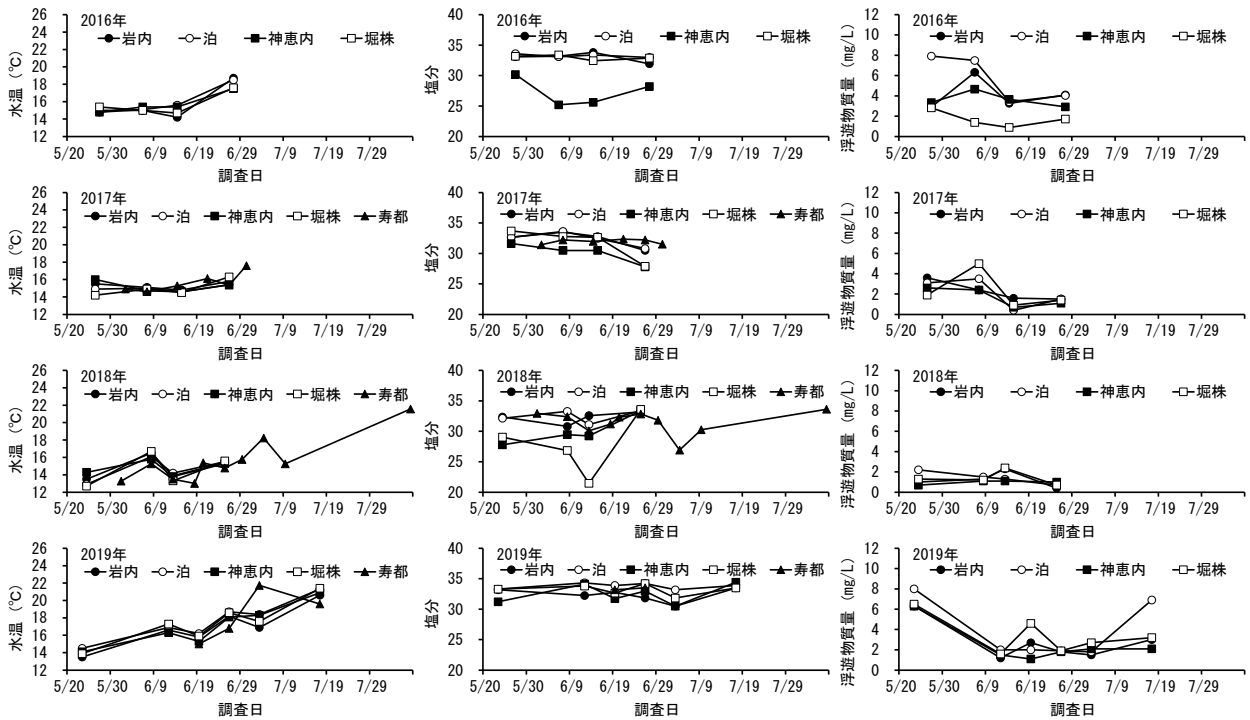 2016年
岩内 泊 神恵内 堀株
水温 (℃)
26
24
22
20
18
16
14
12
5/20 5/30 6/9 6/19 6/29 7/9 7/19 7/29
調査日
2016年
岩内 泊 神恵内 堀株
塩分
40
35
30
25
20
5/20 5/30 6/9 6/19 6/29 7/9 7/19 7/29
調査日
2016年
岩内 泊 神恵内 堀株
浮遊物質量 (mg/L)
12
10
8
6
4
2
0
5/20 5/30 6/9 6/19 6/29 7/9 7/19 7/29
調査日
2017年
岩内 泊 神恵内 堀株 寿都
水温 (℃)
26
24
22
20
18
16
14
12
5/20 5/30 6/9 6/19 6/29 7/9 7/19 7/29
調査日
2017年
岩内 泊 神恵内 堀株 寿都
塩分
40
35
30
25
20
5/20 5/30 6/9 6/19 6/29 7/9 7/19 7/29
調査日
2017年
岩内 泊 神恵内 堀株
浮遊物質量 (mg/L)
12
10
8
6
4
2
0
5/20 5/30 6/9 6/19 6/29 7/9 7/19 7/29
調査日
2018年
岩内 泊 神恵内 堀株 寿都
水温 (℃)
26
24
22
20
18
16
14
12
5/20 5/30 6/9 6/19 6/29 7/9 7/19 7/29
調査日
2018年
岩内 泊 神恵内 堀株 寿都
塩分
40
35
30
25
20
5/20 5/30 6/9 6/19 6/29 7/9 7/19 7/29
調査日
2018年
岩内 泊 神恵内 堀株
浮遊物質量 (mg/L)
12
10
8
6
4
2
0
5/20 5/30 6/9 6/19 6/29 7/9 7/19 7/29
調査日
2019年
岩内 泊 神恵内 堀株 寿都
水温 (℃)
26
24
22
20
18
16
14
12
5/20 5/30 6/9 6/19 6/29 7/9 7/19 7/29
調査日
2019年
岩内 泊 神恵内 堀株 寿都
塩分
40
35
30
25
20
5/20 5/30 6/9 6/19 6/29 7/9 7/19 7/29
調査日
2019年
岩内 泊 神恵内 堀株
浮遊物質量 (mg/L)
12
10
8
6
4
2
0
5/20 5/30 6/9 6/19 6/29 7/9 7/19 7/29
調査日